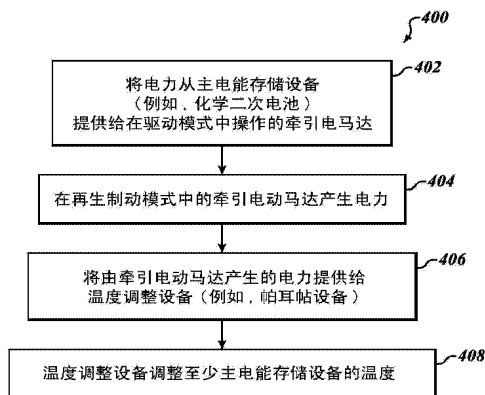 400
402
将电力从主电能存储设备
(例如、化学二次电池)
提供给在驱动模式中操作的牵引电马达
404
在再生制动模式中的牵引电动马达产生电力
406
将由牵引电动马达产生的电力提供给
温度调整设备(例如，帕耳帖设备)
408
温度调整设备调整至少主电能存储设备的温度